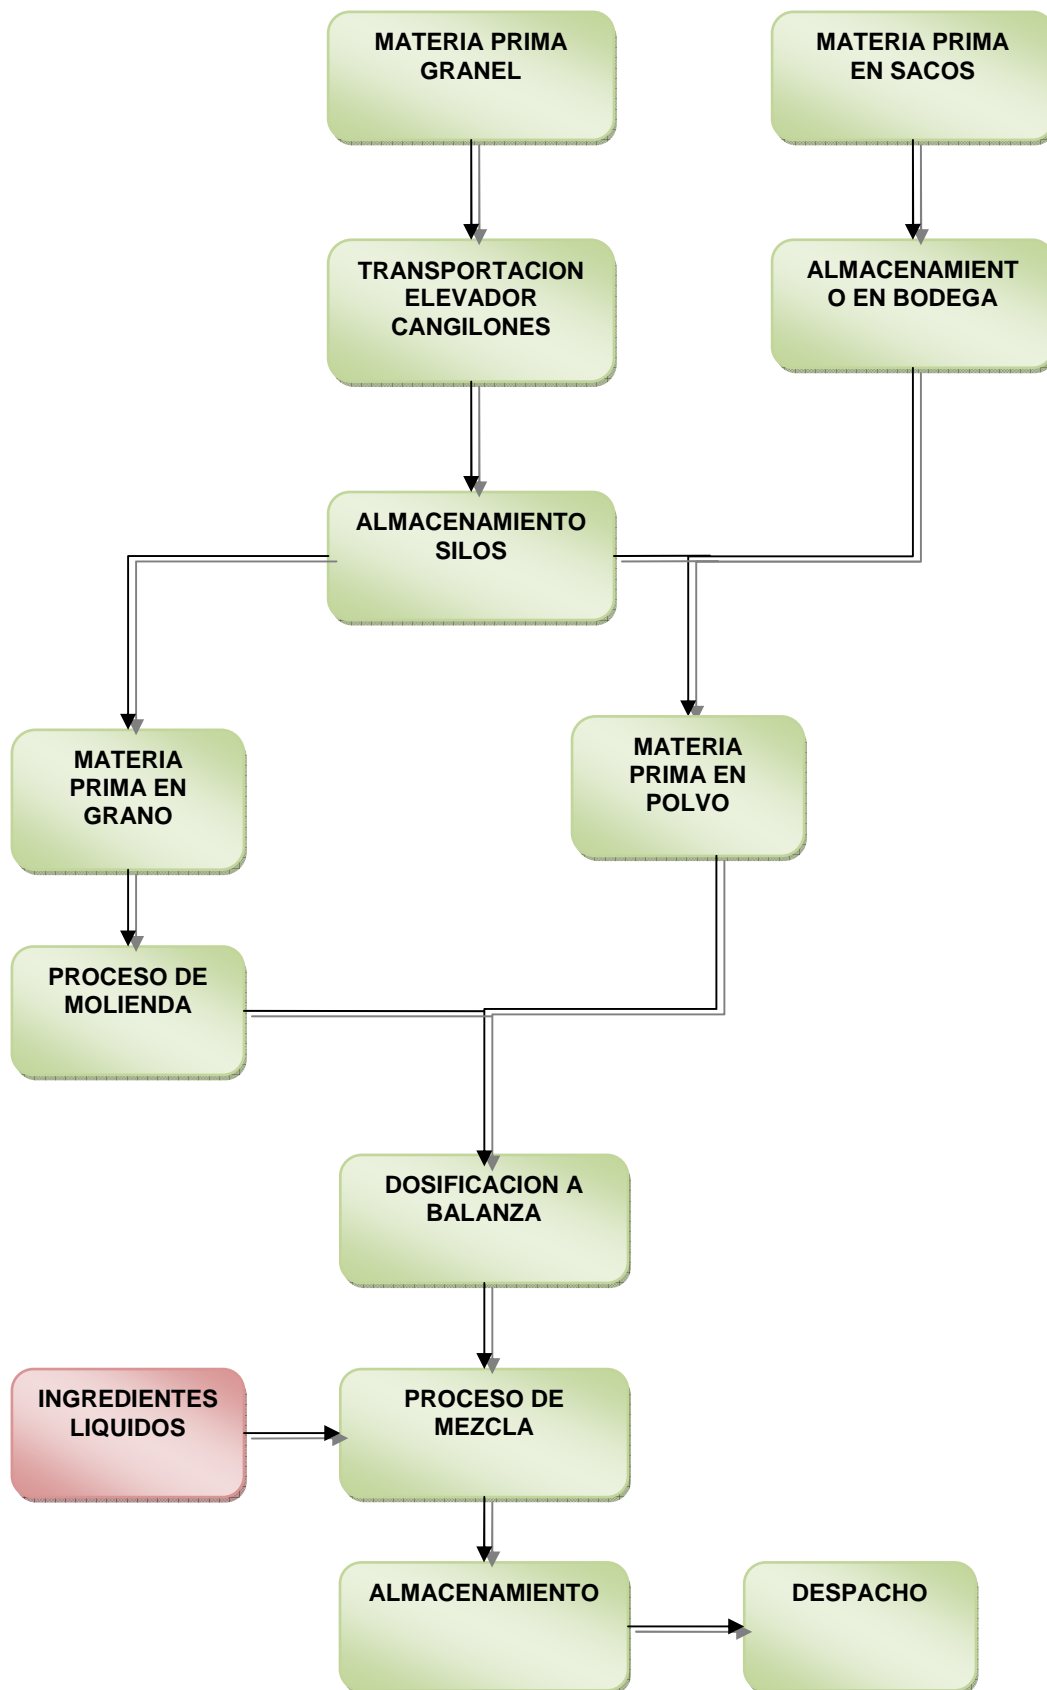 MATERIA PRIMA
GRANEL
MATERIA PRIMA
EN SACOS
TRANSPORTACION
ELEVADOR
CANGILONES
ALMACENAMIENT
O EN BODEGA
ALMACENAMIENTO
SILOS
MATERIA
PRIMA EN
GRANO
MATERIA
PRIMA EN
POLVO
PROCESO DE
MOLIENDA
DOSIFICACION A
BALANZA
INGREDIENTES
LIQUIDOS
PROCESO DE
MEZCLA
ALMACENAMIENTO
DESPACHO